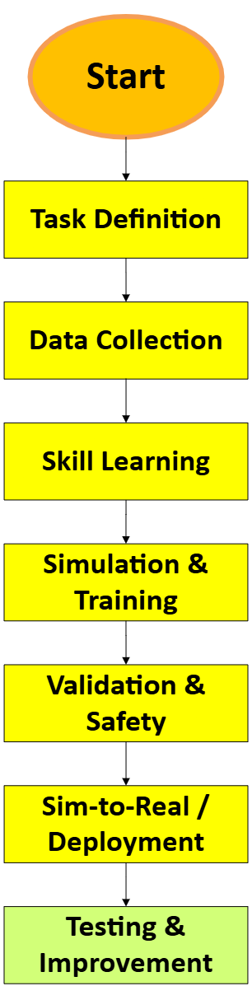 Start
Task Definition
Data Collection
Skill Learning
Simulation &
Training
Validation &
Safety
Sim-to-Real /
Deployment
Testing &
Improvement